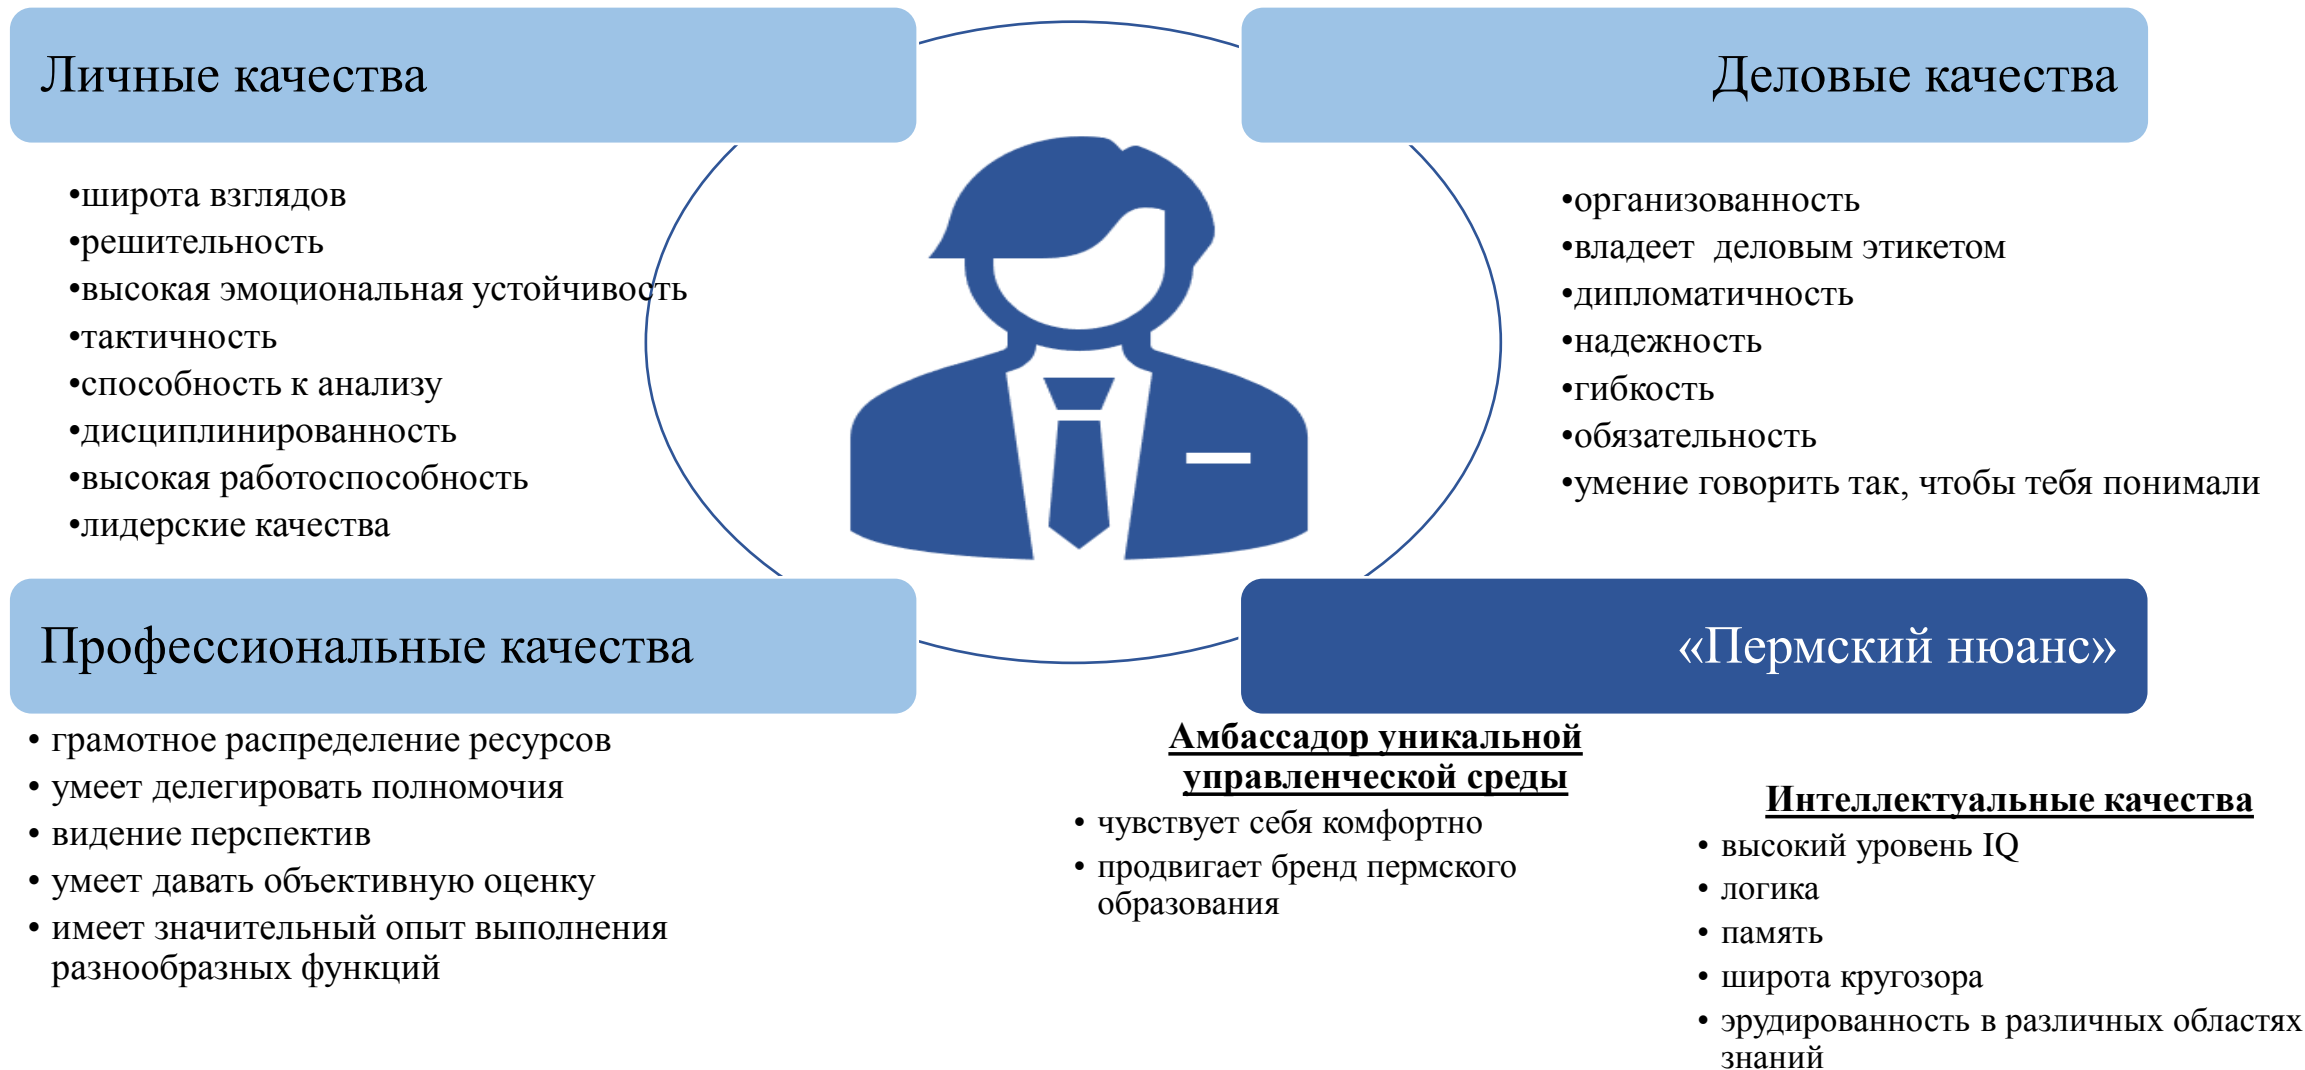 Личные качества
•широта взглядов
•решительность
•высокая эмоциональная устойчивость
•тактичность
•способность к анализу
•дисциплинированность
•высокая работоспособность
•лидерские качества
Деловые качества
•организованность
•владеет  деловым этикетом
•дипломатичность
•надежность
•гибкость
•обязательность
•умение говорить так, чтобы тебя понимали
Профессиональные качества
• грамотное распределение ресурсов
• умеет делегировать полномочия
• видение перспектив
• умеет давать объективную оценку
• имеет значительный опыт выполнения
разнообразных функций
«Пермский нюанс»
Амбассадор уникальной
управленческой среды
• чувствует себя комфортно
• продвигает бренд пермского
образования
Интеллектуальные качества
• высокий уровень IQ
• логика
• память
• широта кругозора
• эрудированность в различных областях
знаний